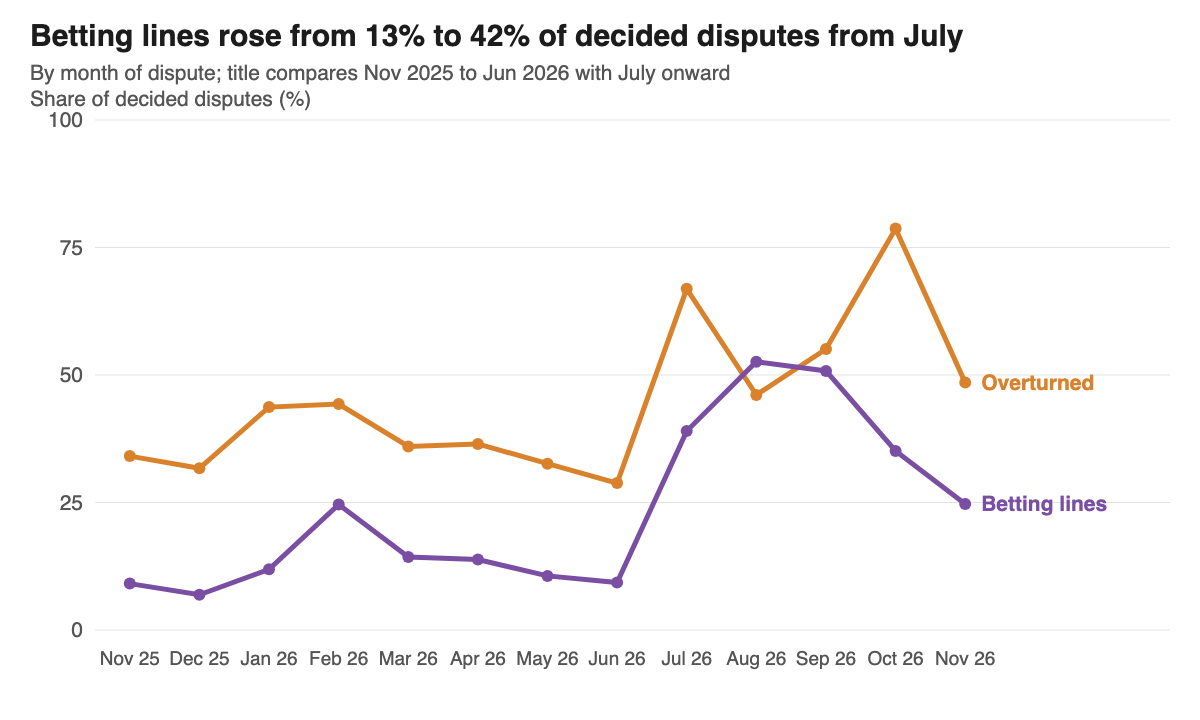 Betting lines rose from 13% to 42% of decided disputes from July
By month of dispute; title compares Nov 2025 to Jun 2026 with July onward
Share of decided disputes (%)
100
75
50
25
0
Overturned
Betting lines
Nov 25 Dec 25 Jan 26 Feb 26 Mar 26 Apr 26 May 26 Jun 26 Jul 26 Aug 26 Sep 26 Oct 26 Nov 26